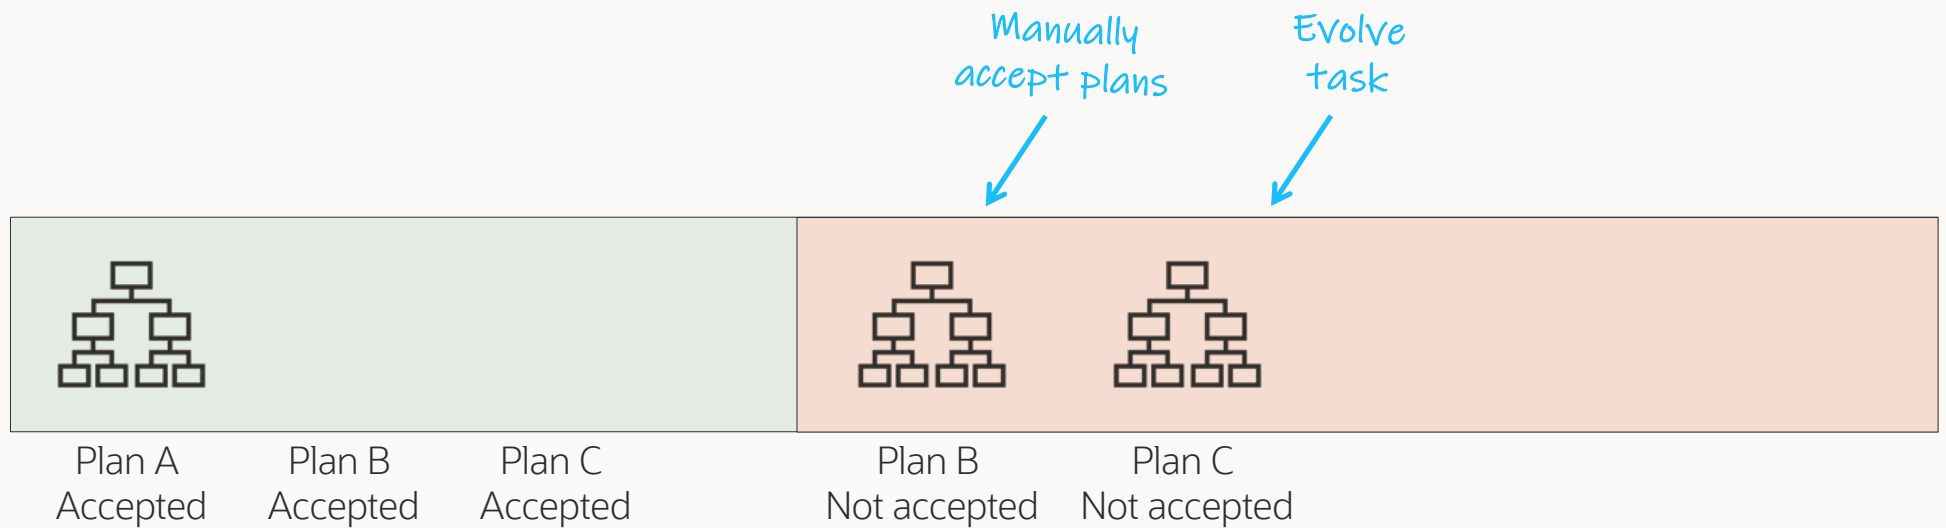 Manually
accept plans
Evolve
task
Plan A
Accepted
Plan B
Accepted
Plan C
Accepted
Plan B
Not accepted
Plan C
Not accepted